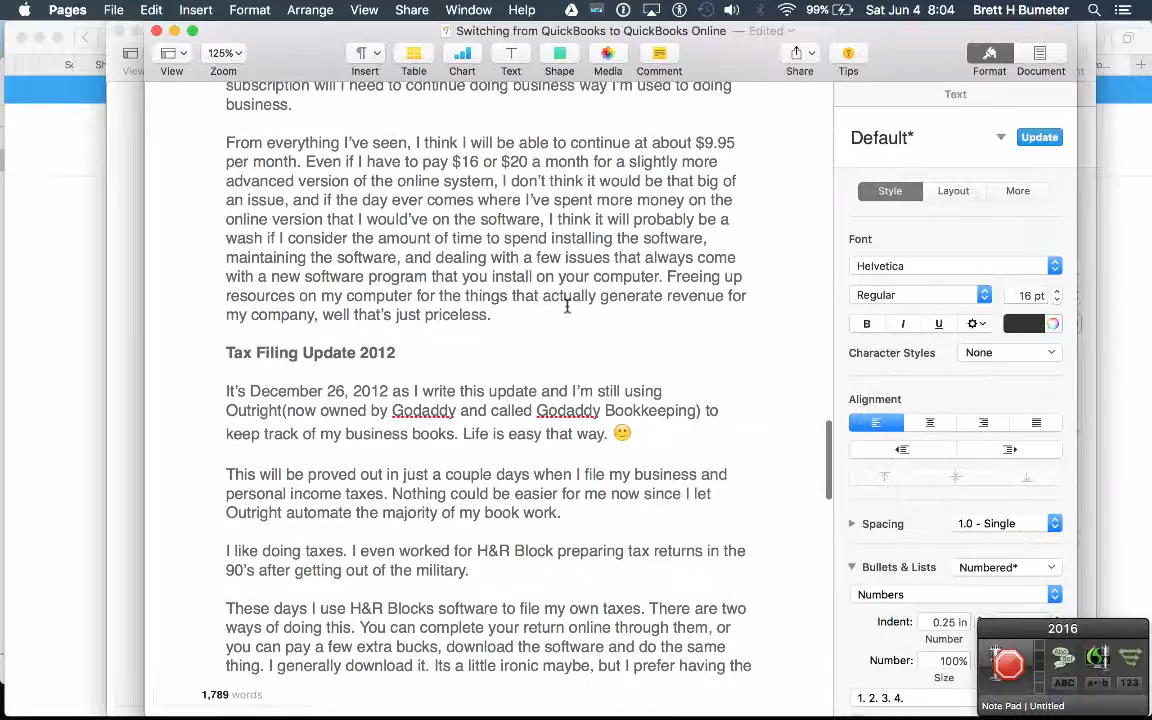 Pages File Edit Insert Format Arrange View Share Window Help 99% Sat Jun 4 8:04 Brett H Bumeter
Switching from QuickBooks to QuickBooks Online — Edited
125%
View Zoom Insert Table Chart Text Shape Media Comment Share Tips Format Document
subscription will I need to continue doing business way I'm used to doing
business.
From everything I've seen, I think I will be able to continue at about $9.95
per month. Even if I have to pay $16 or $20 a month for a slightly more
advanced version of the online system, I don't think it would be that big of
an issue, and if the day ever comes where I've spent more money on the
online version that I would've on the software, I think it will probably be a
wash if I consider the amount of time to spend installing the software,
maintaining the software, and dealing with a few issues that always come
with a new software program that you install on your computer. Freeing up
resources on my computer for the things that actually generate revenue for
my company, well that's just priceless.
Tax Filing Update 2012
It's December 26, 2012 as I write this update and I'm still using
Outright(now owned by Godaddy and called Godaddy Bookkeeping) to
keep track of my business books. Life is easy that way. 🙂
This will be proved out in just a couple days when I file my business and
personal income taxes. Nothing could be easier for me now since I let
Outright automate the majority of my book work.
I like doing taxes. I even worked for H&R Block preparing tax returns in the
90's after getting out of the military.
These days I use H&R Blocks software to file my own taxes. There are two
ways of doing this. You can complete your return online through them, or
you can pay a few extra bucks, download the software and do the same
thing. I generally download it. Its a little ironic maybe, but I prefer having the
1,789 words
Text
Default*
Update
Style Layout More
Font
Helvetica
Regular 16 pt
B I U
Character Styles None
Alignment
Spacing 1.0 - Single
Bullets & Lists Numbered*
Numbers
Indent: 0.25 in
Number
Number: 100%
Size
1. 2. 3. 4.
2016
ABC a↔b 123
Note Pad | Untitled